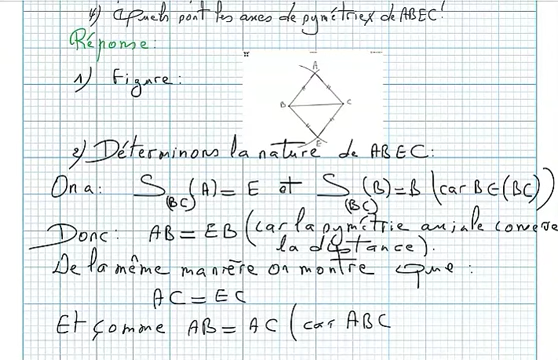 4) Quels sont les axes de symétriex de ABEC!
Réponse:
1) Figure:
A
B C
E
2) Déterminons la nature de ABEC:
On a: S(BC)(A) = E et S(BC)(B) = B (car B∈(BC))
Donc: AB = EB (car la symétrie axiale conserve
la distance).
De la même manière on montre que:
AC = EC
Et comme AB = AC (car ABC